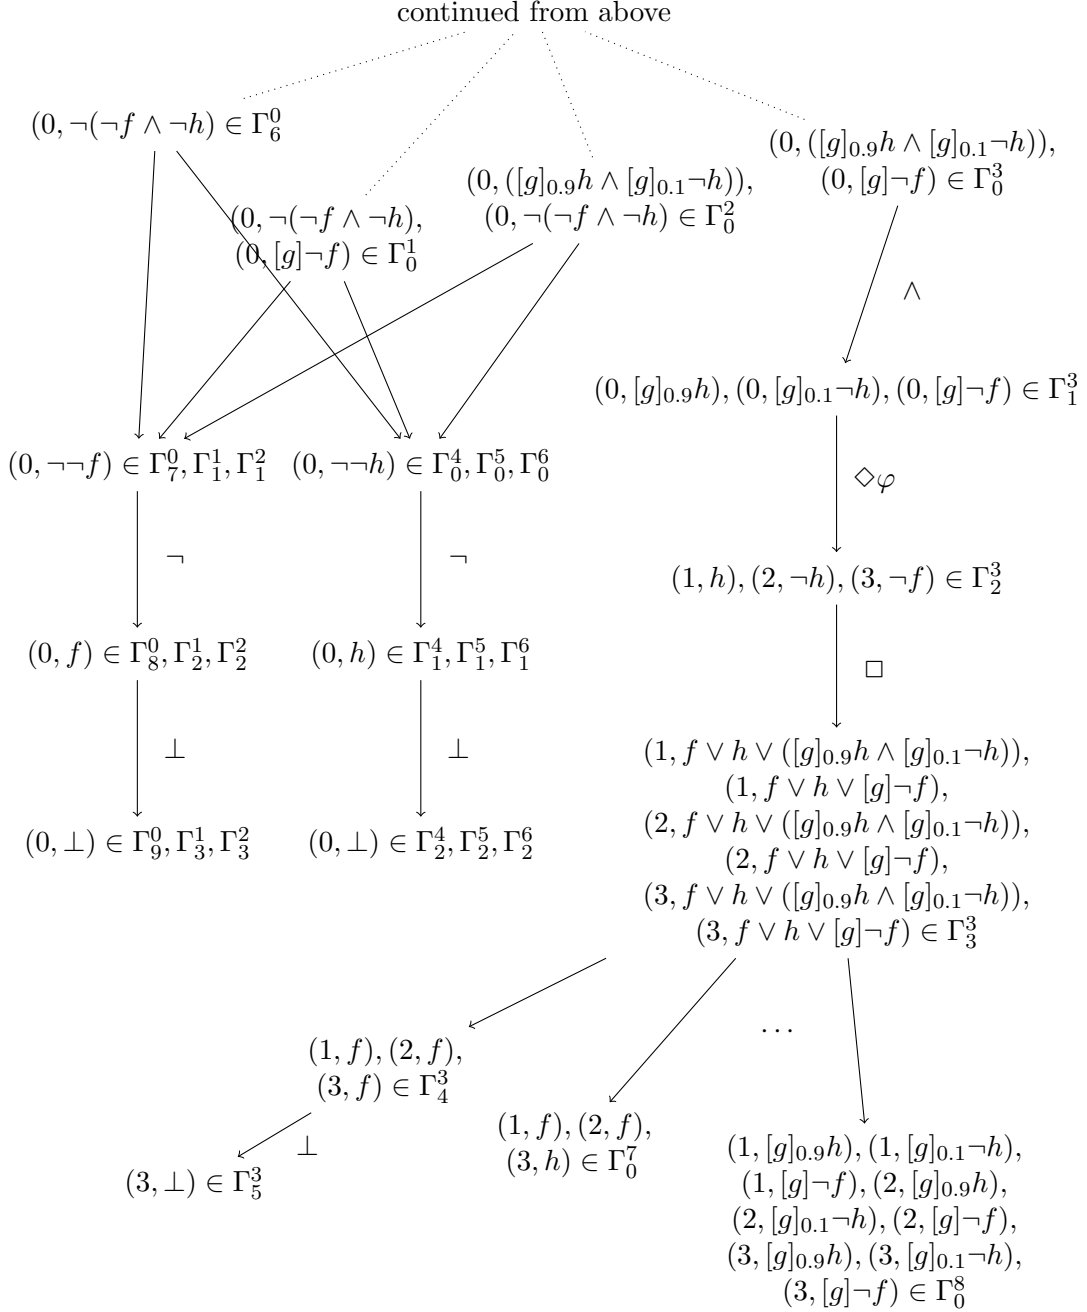 continued from above
(0, ¬(¬f ∧ ¬h) ∈ Γ⁰₆
(0, ([g]₀.₉h ∧ [g]₀.₁¬h)),
(0, [g]¬f) ∈ Γ³₀
(0, ([g]₀.₉h ∧ [g]₀.₁¬h)),
(0, ¬(¬f ∧ ¬h) ∈ Γ²₀
(0, ¬(¬f ∧ ¬h),
(0, [g]¬f) ∈ Γ¹₀
∧
(0, [g]₀.₉h), (0, [g]₀.₁¬h), (0, [g]¬f) ∈ Γ³₁
(0, ¬¬f) ∈ Γ⁰₇, Γ¹₁, Γ²₁
(0, ¬¬h) ∈ Γ⁴₀, Γ⁵₀, Γ⁶₀
◇φ
¬
¬
(1, h), (2, ¬h), (3, ¬f) ∈ Γ³₂
(0, f) ∈ Γ⁰₈, Γ¹₂, Γ²₂
(0, h) ∈ Γ⁴₁, Γ⁵₁, Γ⁶₁
□
⊥
⊥
(1, f ∨ h ∨ ([g]₀.₉h ∧ [g]₀.₁¬h)),
(1, f ∨ h ∨ [g]¬f),
(2, f ∨ h ∨ ([g]₀.₉h ∧ [g]₀.₁¬h)),
(2, f ∨ h ∨ [g]¬f),
(3, f ∨ h ∨ ([g]₀.₉h ∧ [g]₀.₁¬h)),
(3, f ∨ h ∨ [g]¬f) ∈ Γ³₃
(0, ⊥) ∈ Γ⁰₉, Γ¹₃, Γ²₃
(0, ⊥) ∈ Γ⁴₂, Γ⁵₂, Γ⁶₂
...
(1, f), (2, f),
(3, f) ∈ Γ³₄
⊥
(3, ⊥) ∈ Γ³₅
(1, f), (2, f),
(3, h) ∈ Γ⁷₀
(1, [g]₀.₉h), (1, [g]₀.₁¬h),
(1, [g]¬f), (2, [g]₀.₉h),
(2, [g]₀.₁¬h), (2, [g]¬f),
(3, [g]₀.₉h), (3, [g]₀.₁¬h),
(3, [g]¬f) ∈ Γ⁸₀